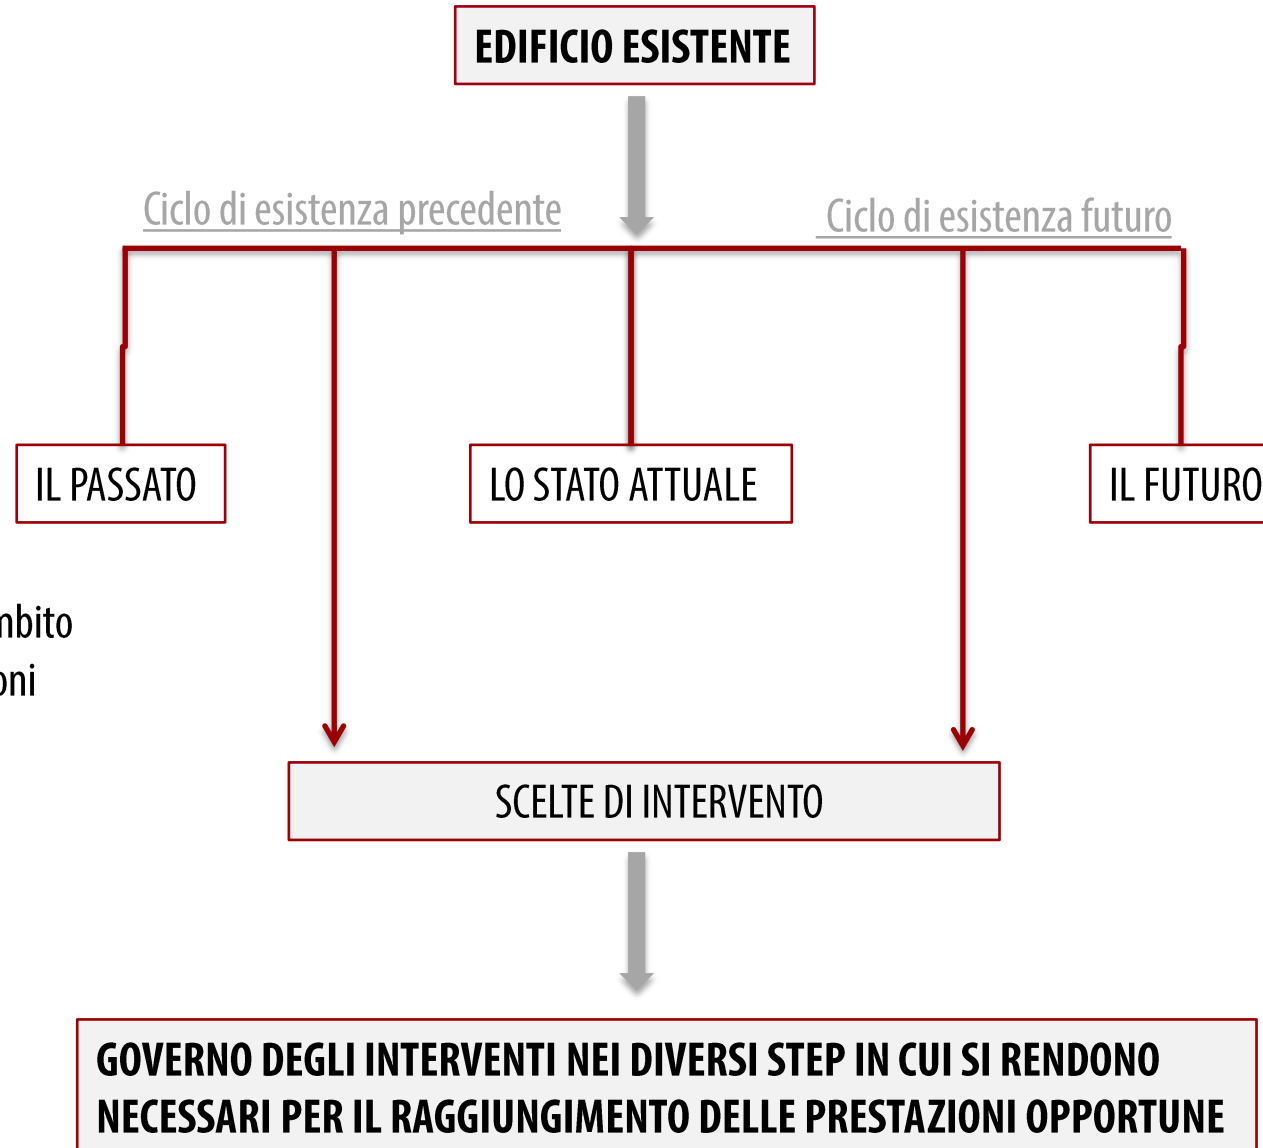 EDIFICIO ESISTENTE
Ciclo di esistenza precedente
Ciclo di esistenza futuro
IL PASSATO
LO STATO ATTUALE
IL FUTURO
SCELTE DI INTERVENTO
GOVERNO DEGLI INTERVENTI NEI DIVERSI STEP IN CUI SI RENDONO
NECESSARI PER IL RAGGIUNGIMENTO DELLE PRESTAZIONI OPPORTUNE